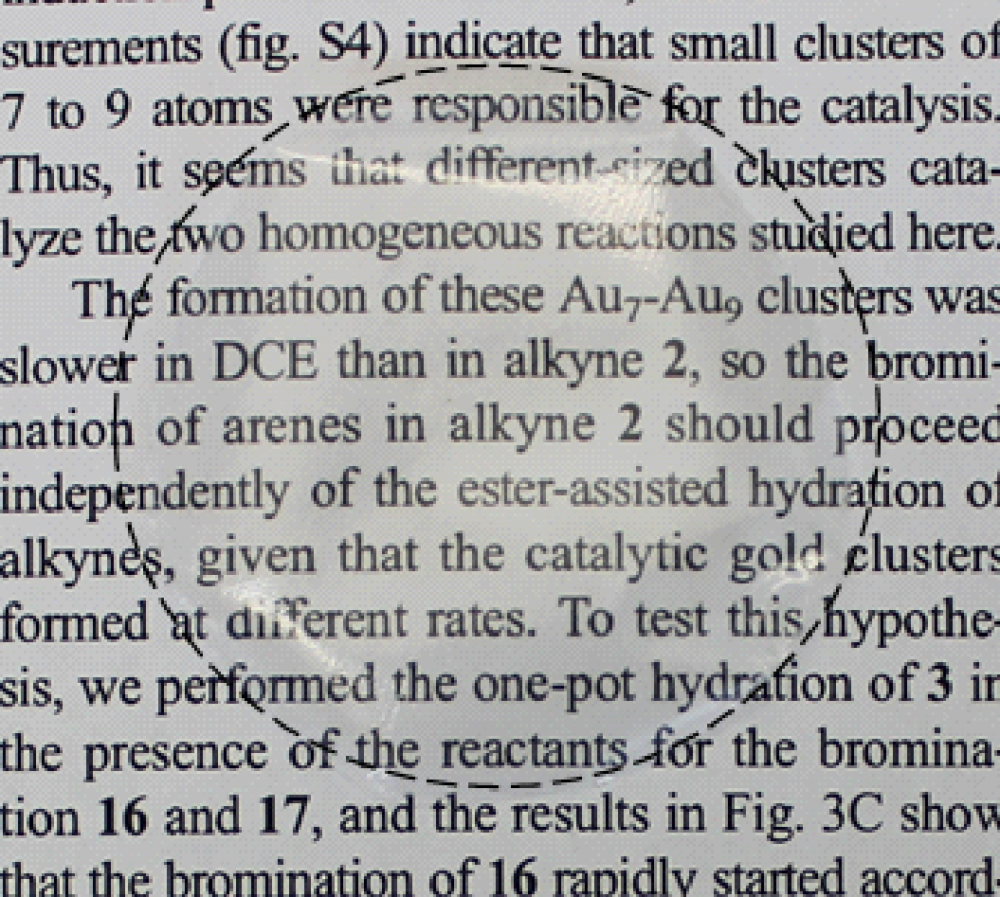 surements (fig. S4) indicate that small clusters of
7 to 9 atoms were responsible for the catalysis.
Thus, it seems that different-sized clusters cata-
lyze the two homogeneous reactions studied here.
The formation of these Au₇-Au₉ clusters was
slower in DCE than in alkyne 2, so the bromi-
nation of arenes in alkyne 2 should proceed
independently of the ester-assisted hydration of
alkynes, given that the catalytic gold clusters
formed at different rates. To test this hypothe-
sis, we performed the one-pot hydration of 3 in
the presence of the reactants for the bromina-
tion 16 and 17, and the results in Fig. 3C show
that the bromination of 16 rapidly started accord-